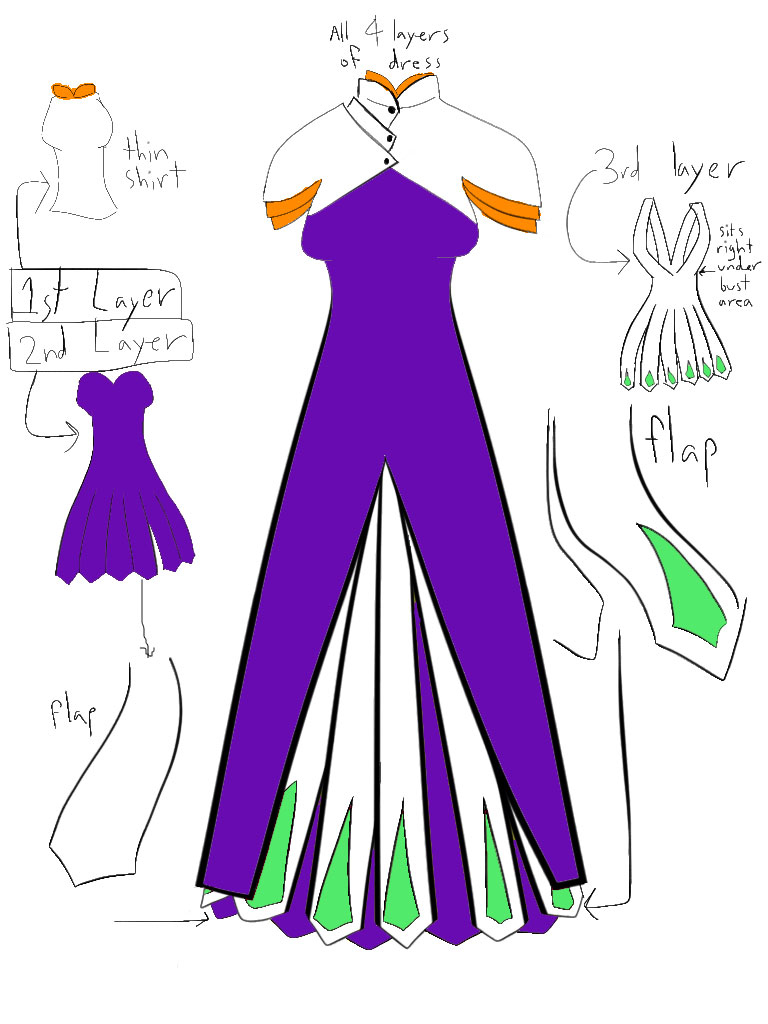 All 4 layers
of dress
thin
shirt
3rd layer
sits
right
under
bust
area
1st Layer
2nd Layer
flap
flap